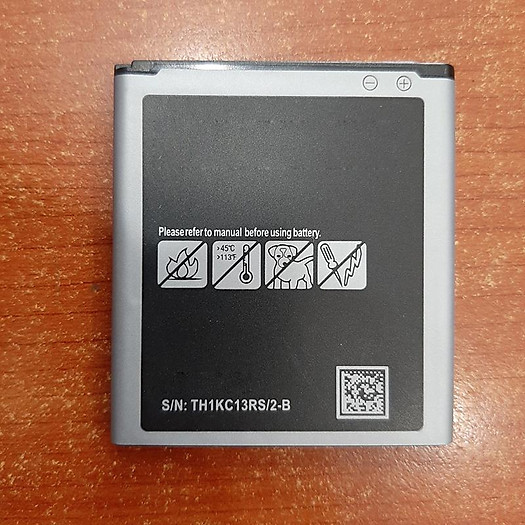 ⊖ ⊕
Please refer to manual before using battery.
>45°C
>113°F
S/N: TH1KC13RS/2-B